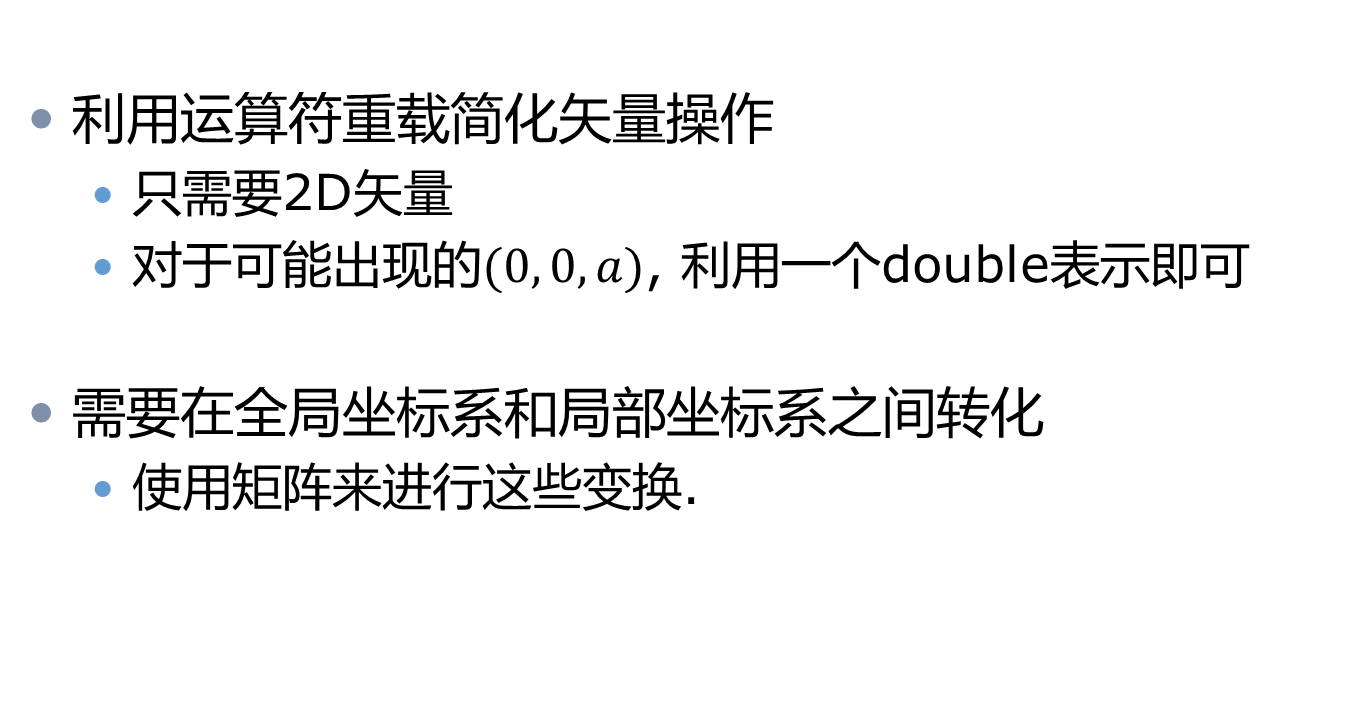 • 利用运算符重载简化矢量操作
• 只需要2D矢量
• 对于可能出现的(0, 0, a), 利用一个double表示即可
• 需要在全局坐标系和局部坐标系之间转化
• 使用矩阵来进行这些变换.